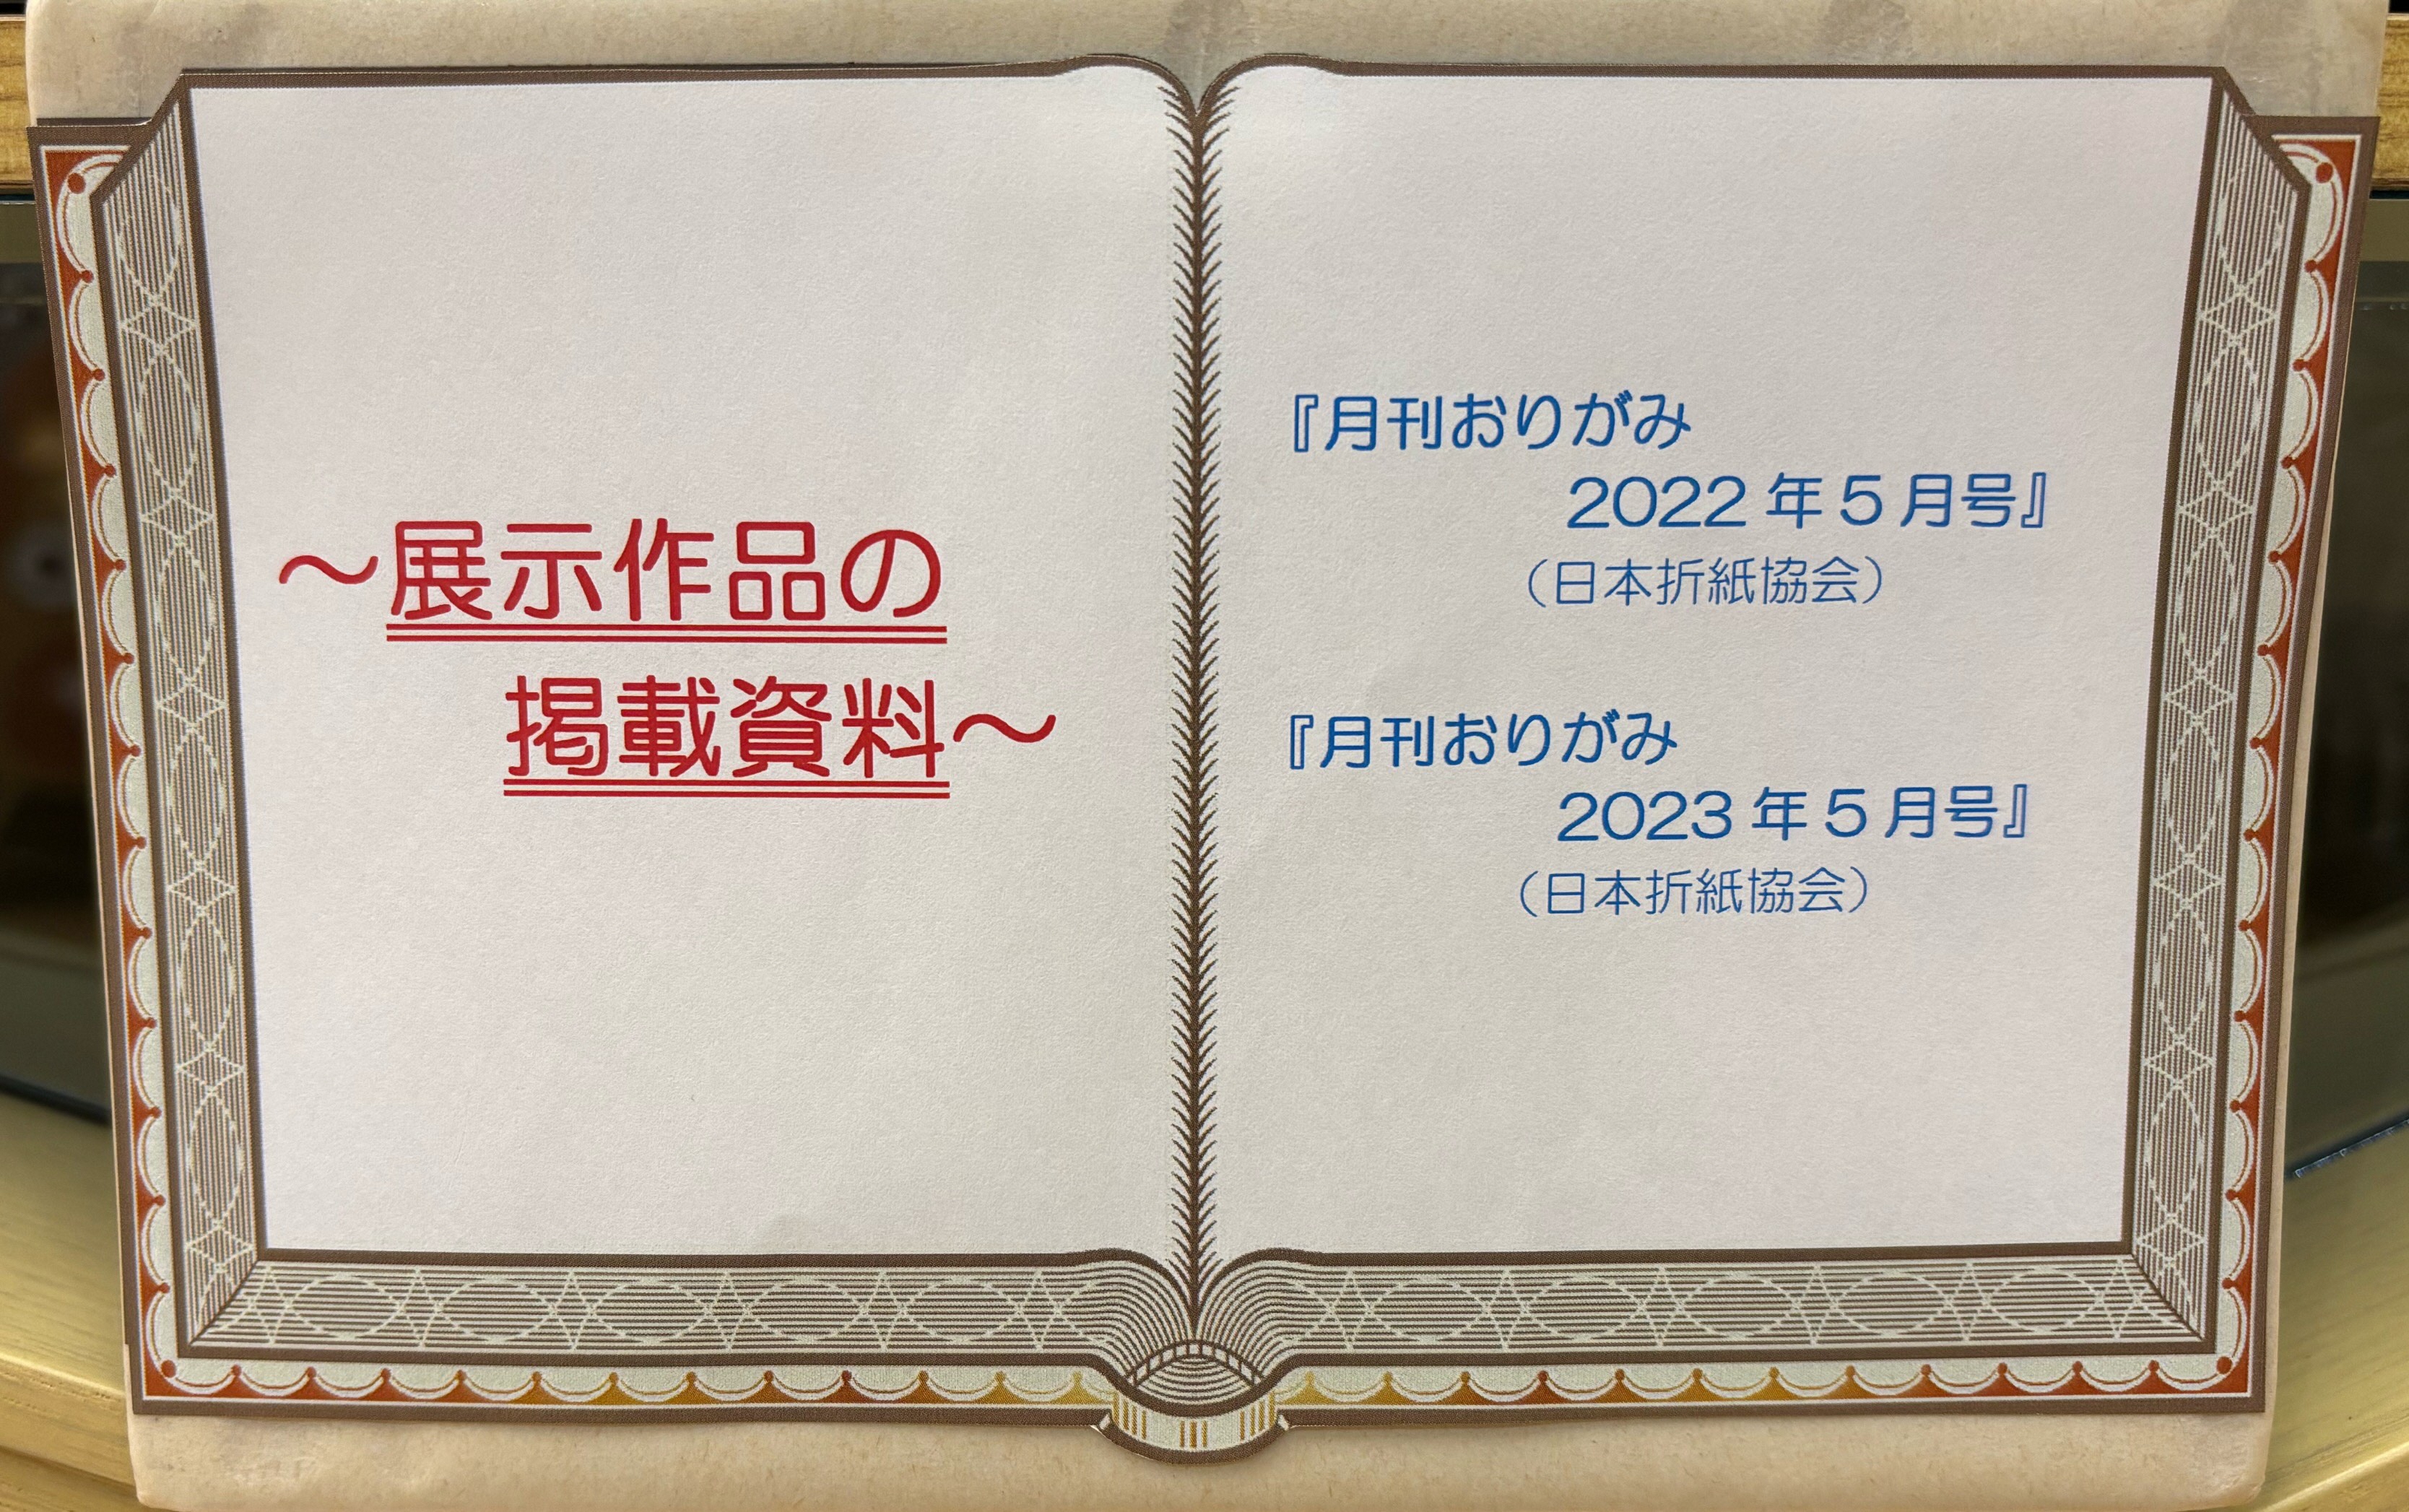 ～展示作品の
掲載資料～
『月刊おりがみ
2022年5月号』
（日本折紙協会）
『月刊おりがみ
2023年5月号』
（日本折紙協会）